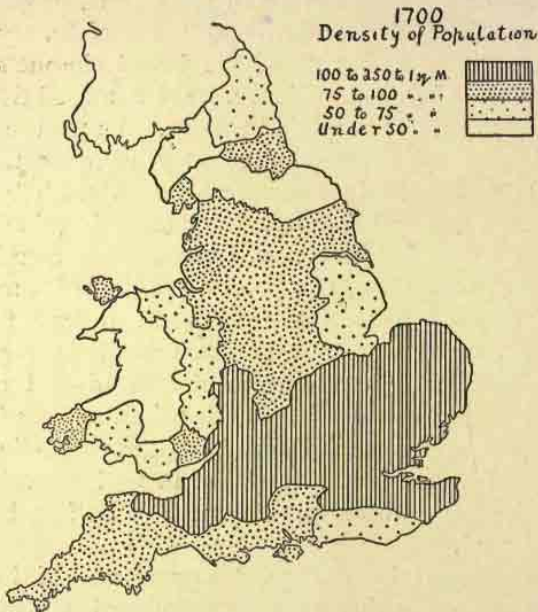 1700
Density of Population
100 to 250 to 1 sq M.
75 to 100 " " "
50 to 75 " "
Under 50 " "